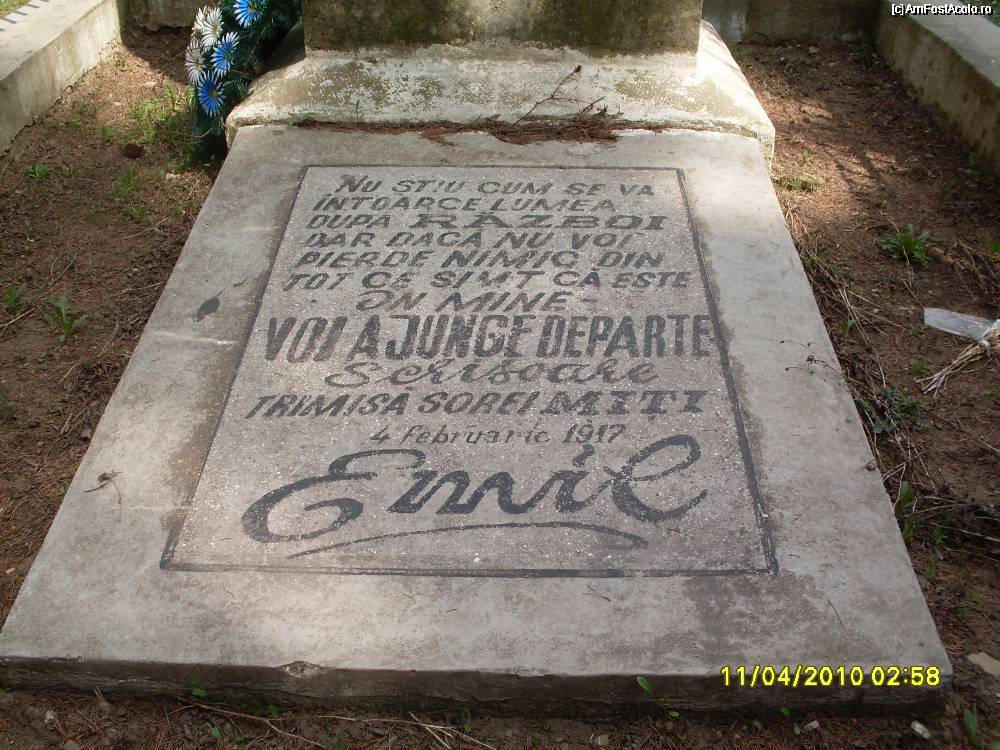 [c]AmFostAcolo.ro
NU ȘTIU CUM SE VA
ÎNTOARCE LUMEA
DUPĂ RĂZBOI
DAR DACĂ NU VOI
PIERDE NIMIC DIN
TOT CE SIMT CĂ ESTE
ÎN MINE-
VOI AJUNGE DEPARTE
scrisoare
TRIMISĂ SOREI MITI
4 Februarie 1917
Emil
11/04/2010 02:58